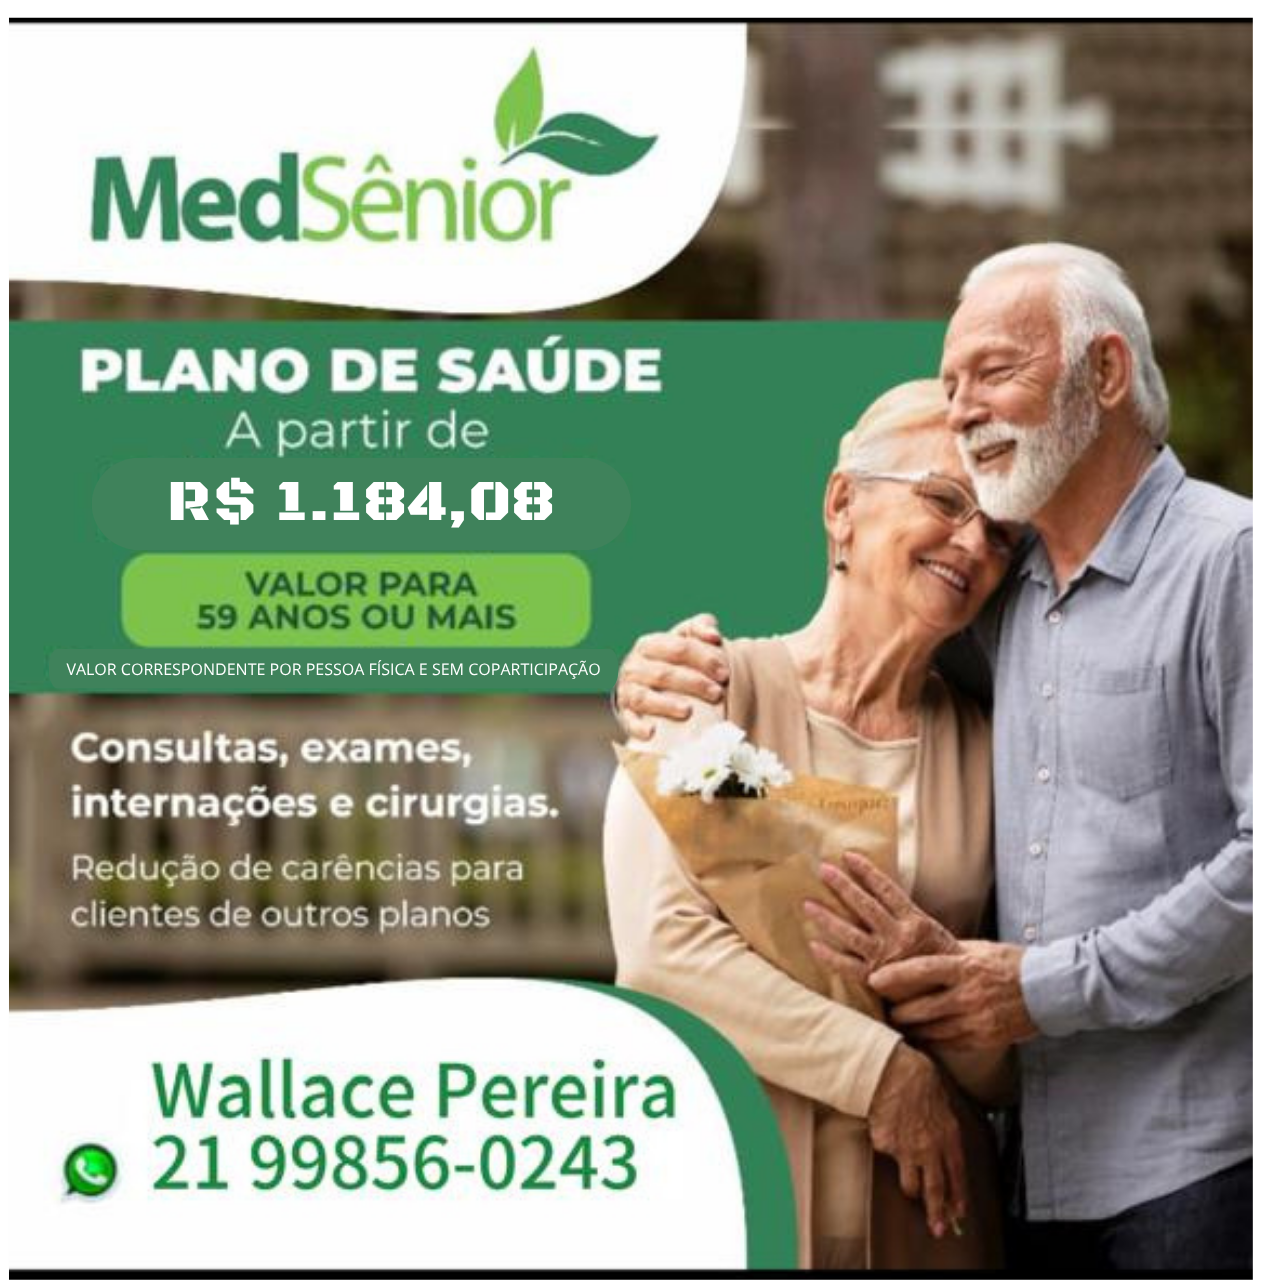 MedSênior
PLANO DE SAÚDE
A partir de
R$ 1.184,08
VALOR PARA
59 ANOS OU MAIS
VALOR CORRESPONDENTE POR PESSOA FÍSICA E SEM COPARTICIPAÇÃO
Consultas, exames,
internações e cirurgias.
Redução de carências para
clientes de outros planos
Wallace Pereira
21 99856-0243